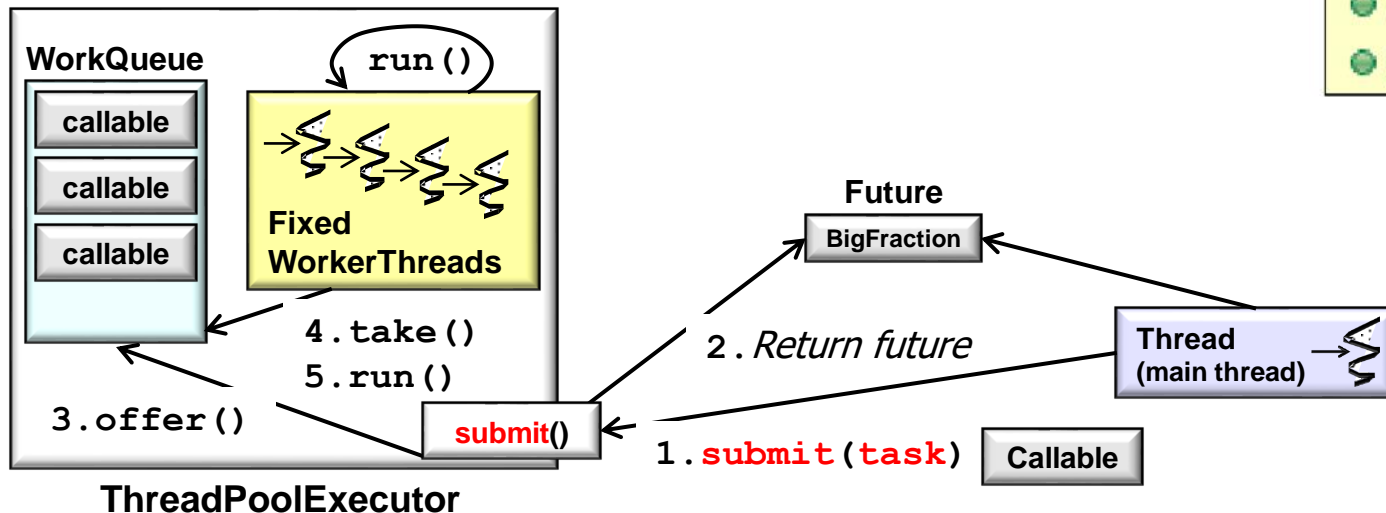 WorkQueue
callable
callable
callable
run()
Fixed
WorkerThreads
4.take()
5.run()
3.offer()
submit()
ThreadPoolExecutor
Future
BigFraction
2.Return future
Thread
(main thread)
1.submit(task)
Callable